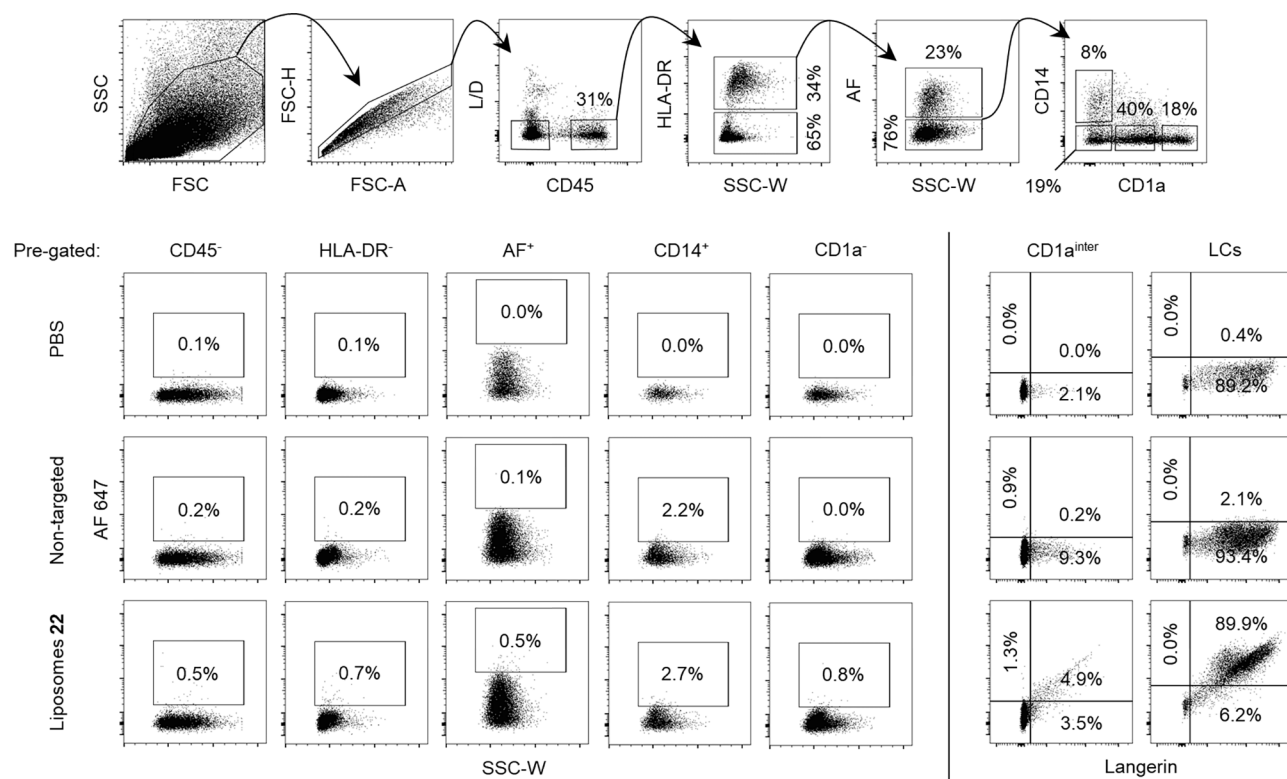 SSC
FSC
FSC-H
FSC-A
L/D
31%
CD45
HLA-DR
34%
65%
SSC-W
AF
23%
76%
SSC-W
CD14
8%
40%
18%
19%
CD1a
Pre-gated:
CD45⁻
HLA-DR⁻
AF⁺
CD14⁺
CD1a⁻
CD1aⁱⁿᵗᵉʳ
LCs
PBS
0.1%
0.1%
0.0%
0.0%
0.0%
0.0%
0.0%
2.1%
0.0%
0.4%
89.2%
Non-targeted
AF 647
0.2%
0.2%
0.1%
2.2%
0.0%
0.9%
0.2%
9.3%
0.0%
2.1%
93.4%
Liposomes 22
0.5%
0.7%
0.5%
2.7%
0.8%
1.3%
4.9%
3.5%
0.0%
89.9%
6.2%
SSC-W
Langerin